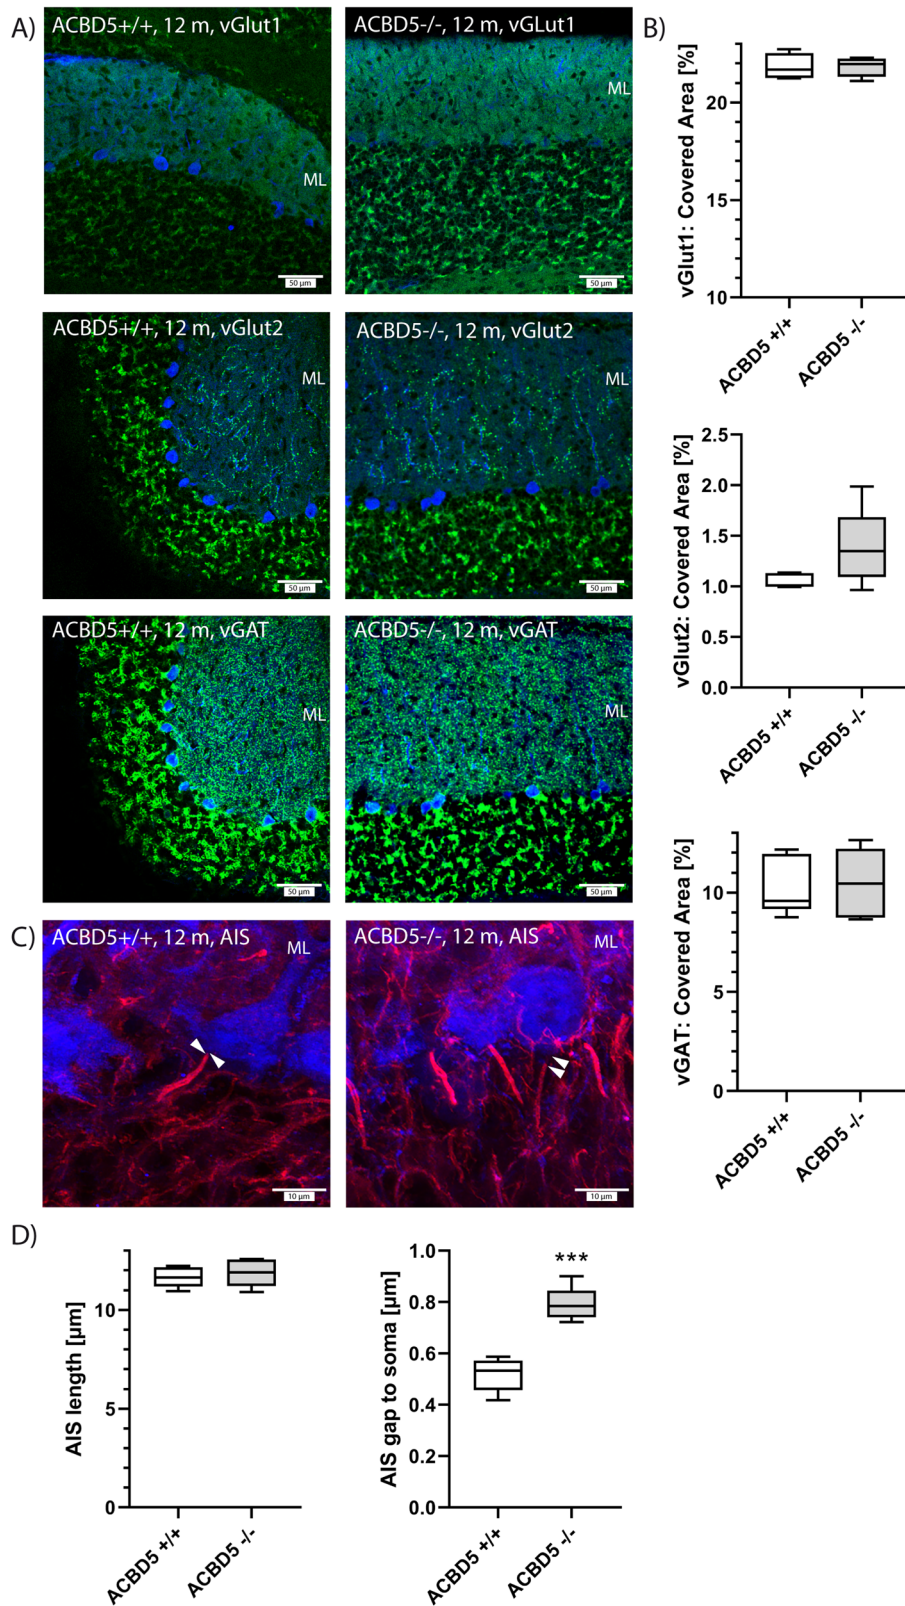 A)
ACBD5+/+, 12 m, vGlut1
ML
50 µm
ACBD5-/-, 12 m, vGLut1
ML
50 µm
B)
vGlut1: Covered Area [%]
20
15
10
ACBD5 +/+
ACBD5 -/-
ACBD5+/+, 12 m, vGlut2
ML
50 µm
ACBD5-/-, 12 m, vGlut2
ML
50 µm
vGlut2: Covered Area [%]
2.5
2.0
1.5
1.0
0.5
0.0
ACBD5 +/+
ACBD5 -/-
ACBD5+/+, 12 m, vGAT
ML
50 µm
ACBD5-/-, 12 m, vGAT
ML
50 µm
vGAT: Covered Area [%]
10
5
0
ACBD5 +/+
ACBD5 -/-
C)
ACBD5+/+, 12 m, AIS
ML
10 µm
ACBD5-/-, 12 m, AIS
ML
10 µm
D)
AIS length [µm]
10
5
0
ACBD5 +/+
ACBD5 -/-
AIS gap to soma [µm]
1.0
0.8
0.6
0.4
0.2
0.0
***
ACBD5 +/+
ACBD5 -/-